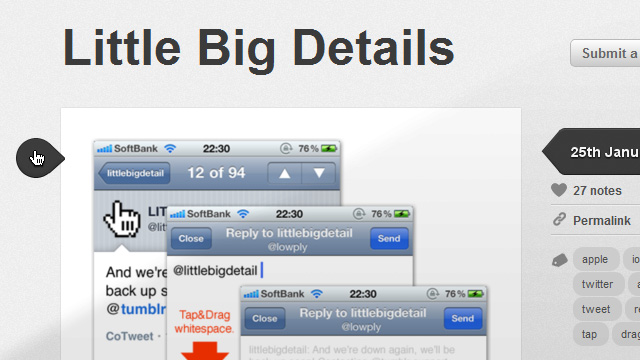 Little Big Details
Submit a
SoftBank 22:30 76%
littlebigdetail 12 of 94
LIT
@lit
And we're
back up s
@tumblr
CoTweet
SoftBank 22:30 76%
Close Reply to littlebigdetail Send
@lowply
@littlebigdetail
Tap&Drag
whitespace.
SoftBank 22:30 76%
Close Reply to littlebigdetail Send
@lowply
littlebigdetail. And we're down again, we'll be
25th Janu
27 notes
Permalink
apple io
twitter a
tweet re
tap drag